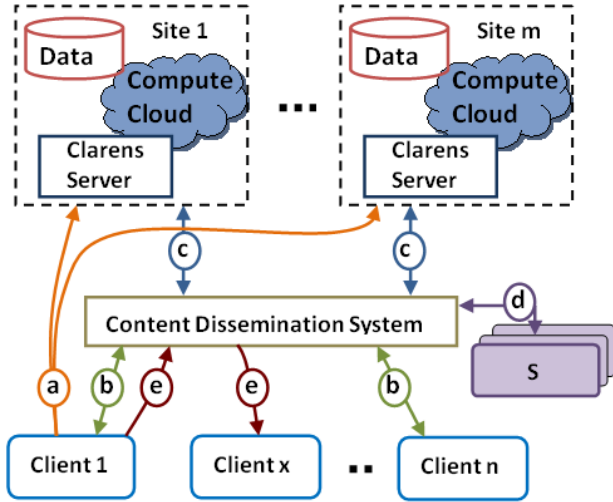 Site 1
Data
Compute
Cloud
Clarens
Server
...
Site m
Data
Compute
Cloud
Clarens
Server
c
c
d
Content Dissemination System
S
a
b
e
e
b
Client 1
Client x
..
Client n